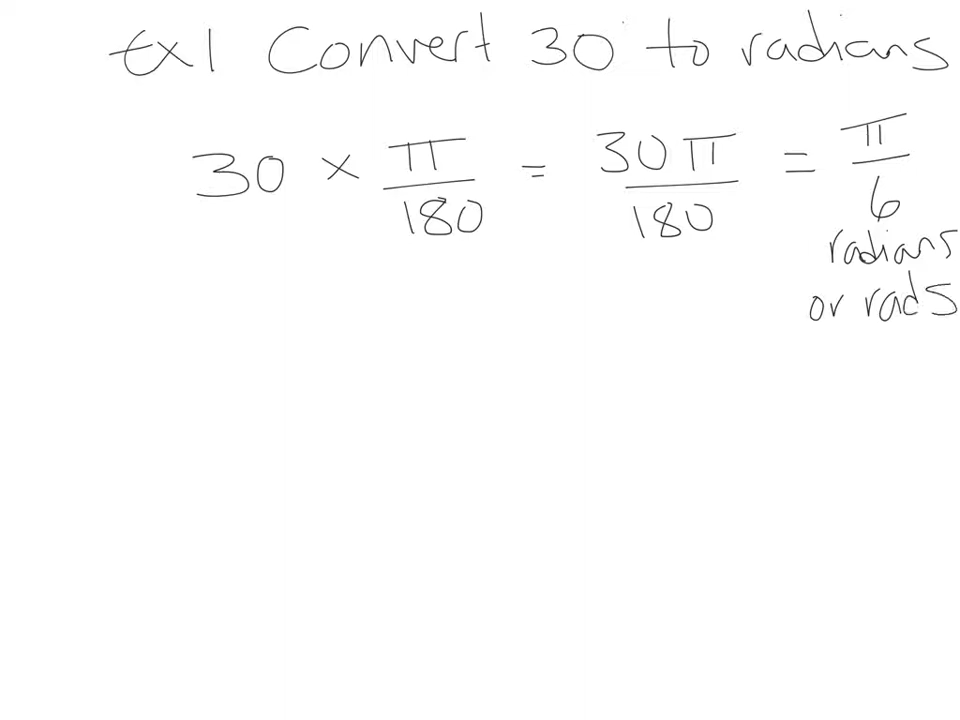 Ex1 Convert 30 to radians
30 × π/180 = 30π/180 = π/6
radians
or rads